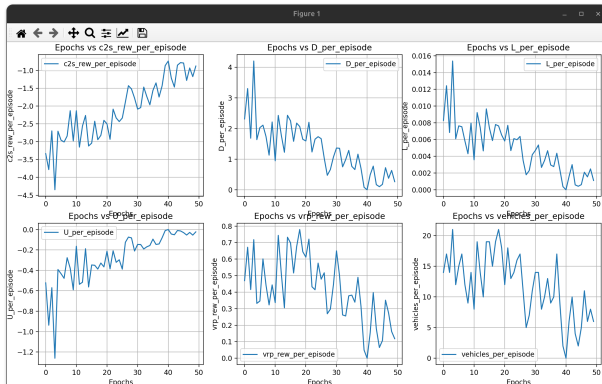 Figure 1
Epochs vs c2s_rew_per_episode
Epochs vs D_per_episode
Epochs vs L_per_episode
c2s_rew_per_episode
D_per_episode
L_per_episode
c2s_rew_per_episode
D_per_episode
L_per_episode
-1.0
-1.5
-2.0
-2.5
-3.0
-3.5
-4.0
-4.5
4
3
2
1
0
0.016
0.014
0.012
0.010
0.008
0.006
0.004
0.002
0.000
0 10 20 30 40 50
0 10 20 30 40 50
0 10 20 30 40 50
Epochs
Epochs
Epochs
Epochs vs U_per_episode
Epochs vs vrp_rew_per_episode
Epochs vs vehicles_per_episode
U_per_episode
vrp_rew_per_episode
vehicles_per_episode
U_per_episode
vrp_rew_per_episode
vehicles_per_episode
0.0
-0.2
-0.4
-0.6
-0.8
-1.0
-1.2
0.8
0.7
0.6
0.5
0.4
0.3
0.2
0.1
0.0
20
15
10
5
0
0 10 20 30 40 50
0 10 20 30 40 50
0 10 20 30 40 50
Epochs
Epochs
Epochs